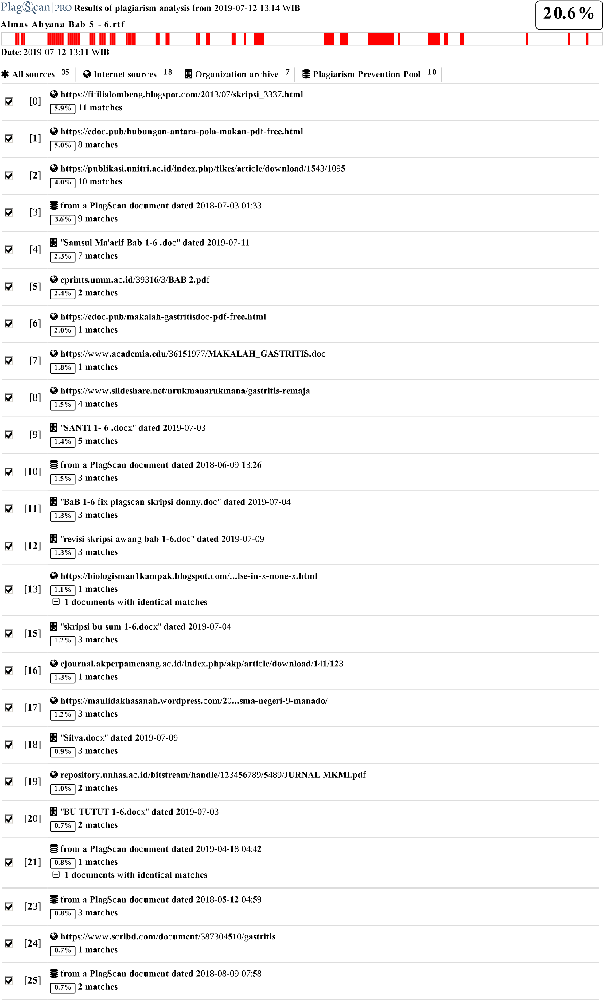 PlagScan PRO Results of plagiarism analysis from 2019-07-12 13:14 WIB
20.6%
Almas Abyana Bab 5 - 6.rtf
Date: 2019-07-12 13:11 WIB
All sources 35 Internet sources 18 Organization archive 7 Plagiarism Prevention Pool 10
[0] https://fifilialombeng.blogspot.com/2013/07/skripsi_3337.html
5.9% 11 matches
[1] https://edoc.pub/hubungan-antara-pola-makan-pdf-free.html
5.0% 8 matches
[2] https://publikasi.unitri.ac.id/index.php/fikes/article/download/1543/1095
4.0% 10 matches
[3] from a PlagScan document dated 2018-07-03 01:33
3.6% 9 matches
[4] "Samsul Ma'arif Bab 1-6 .doc" dated 2019-07-11
2.3% 7 matches
[5] eprints.umm.ac.id/39316/3/BAB 2.pdf
2.4% 2 matches
[6] https://edoc.pub/makalah-gastritisdoc-pdf-free.html
2.0% 1 matches
[7] https://www.academia.edu/36151977/MAKALAH_GASTRITIS.doc
1.8% 1 matches
[8] https://www.slideshare.net/nrukmanarukmana/gastritis-remaja
1.5% 4 matches
[9] "SANTI 1- 6 .docx" dated 2019-07-03
1.4% 5 matches
[10] from a PlagScan document dated 2018-06-09 13:26
1.5% 3 matches
[11] "BaB 1-6 fix plagscan skripsi donny.doc" dated 2019-07-04
1.3% 3 matches
[12] "revisi skripsi awang bab 1-6.doc" dated 2019-07-09
1.3% 3 matches
[13] https://biologisman1kampak.blogspot.com/...lse-in-x-none-x.html
1.1% 1 matches
1 documents with identical matches
[15] "skripsi bu sum 1-6.docx" dated 2019-07-04
1.2% 3 matches
[16] ejournal.akperpamenang.ac.id/index.php/akp/article/download/141/123
1.3% 1 matches
[17] https://maulidakhasanah.wordpress.com/20...sma-negeri-9-manado/
1.2% 3 matches
[18] "Silva.docx" dated 2019-07-09
0.9% 3 matches
[19] repository.unhas.ac.id/bitstream/handle/123456789/5489/JURNAL MKMI.pdf
1.0% 2 matches
[20] "BU TUTUT 1-6.docx" dated 2019-07-03
0.7% 2 matches
[21] from a PlagScan document dated 2019-04-18 04:42
0.8% 1 matches
1 documents with identical matches
[23] from a PlagScan document dated 2018-05-12 04:59
0.8% 3 matches
[24] https://www.scribd.com/document/387304510/gastritis
0.7% 1 matches
[25] from a PlagScan document dated 2018-08-09 07:58
0.7% 2 matches